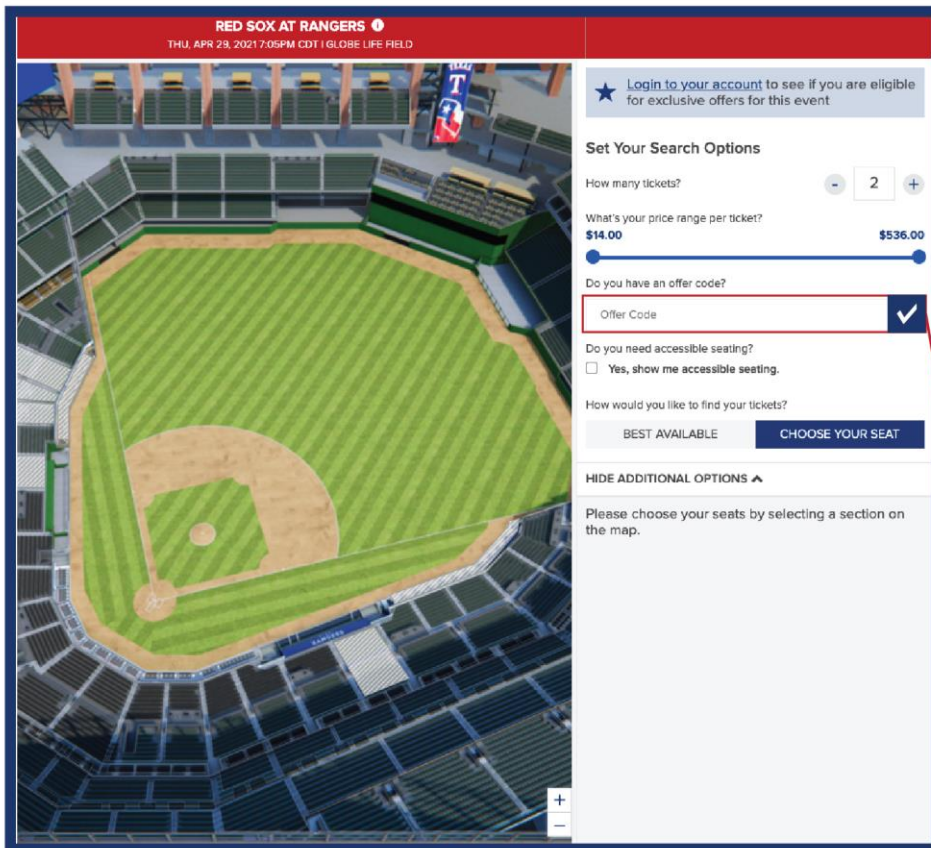 RED SOX AT RANGERS
THU, APR 29, 2021 7:05PM CDT | GLOBE LIFE FIELD
TEXAS
T
Login to your account to see if you are eligible
for exclusive offers for this event
Set Your Search Options
How many tickets?
- 2 +
What's your price range per ticket?
$14.00 $536.00
Do you have an offer code?
Offer Code
Do you need accessible seating?
Yes, show me accessible seating.
How would you like to find your tickets?
BEST AVAILABLE CHOOSE YOUR SEAT
HIDE ADDITIONAL OPTIONS
Please choose your seats by selecting a section on
the map.
SAMSUNG
+
−